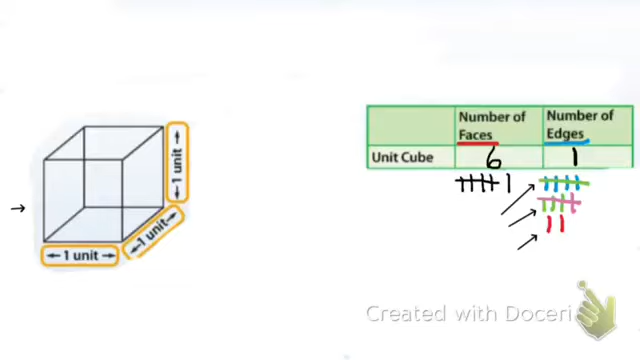 Number of Faces
Number of Edges
Unit Cube
6
1
1 unit
1 unit
1 unit
Created with Doceri